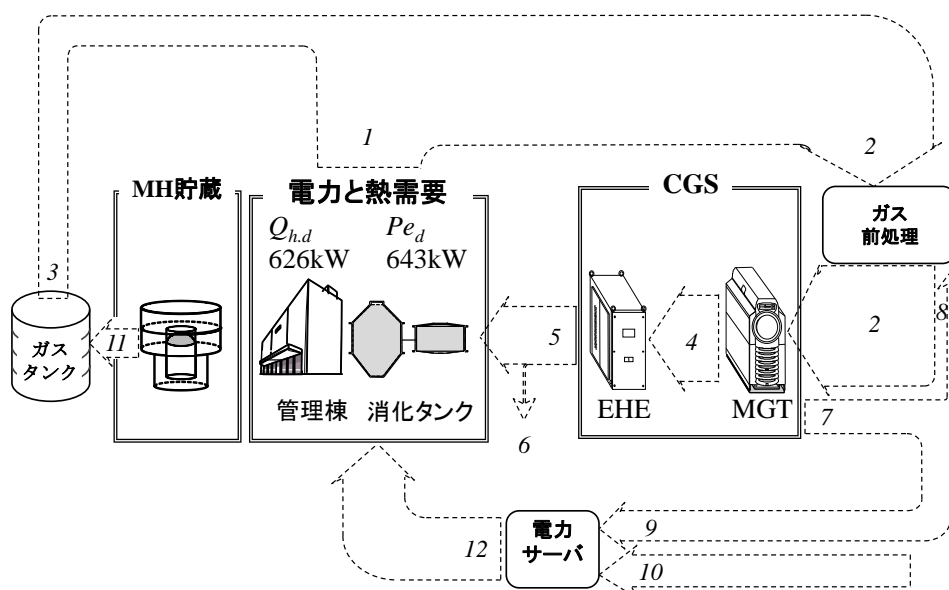 1
2
MH貯蔵
電力と熱需要
CGS
ガス
前処理
Qh.d
Ped
626kW
643kW
3
8
ガス
タンク
11
5
4
2
管理棟
消化タンク
EHE
MGT
6
7
電力
サーバ
9
12
10